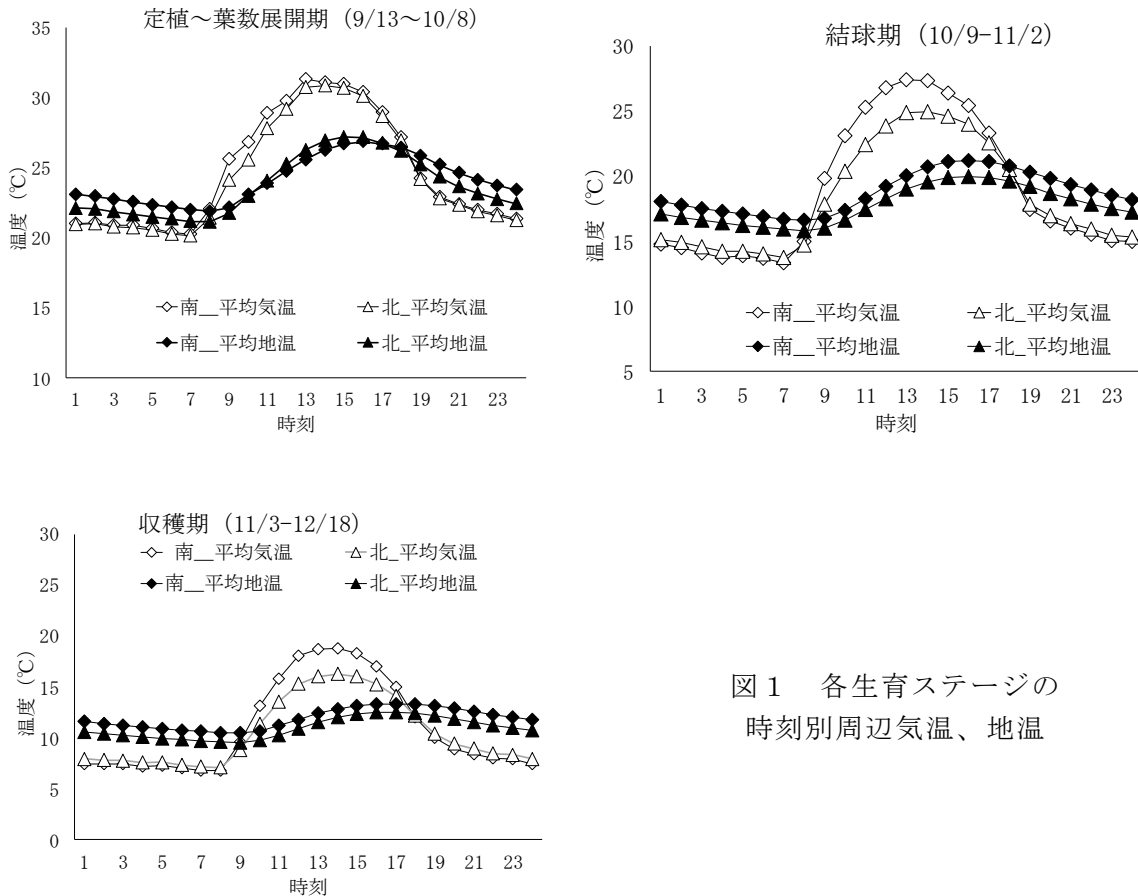 定植～葉数展開期（9/13～10/8）
35
30
25
20
15
10
温度（℃）
南__平均気温 北_平均気温
南__平均地温 北_平均地温
1 3 5 7 9 11 13 15 17 19 21 23
時刻
結球期（10/9-11/2）
30
25
20
15
10
5
温度（℃）
南__平均気温 北_平均気温
南__平均地温 北_平均地温
1 3 5 7 9 11 13 15 17 19 21 23
時刻
収穫期（11/3-12/18）
南__平均気温 北_平均気温
南__平均地温 北_平均地温
30
25
20
15
10
5
0
温度（℃）
1 3 5 7 9 11 13 15 17 19 21 23
時刻
図１　各生育ステージの
時刻別周辺気温、地温